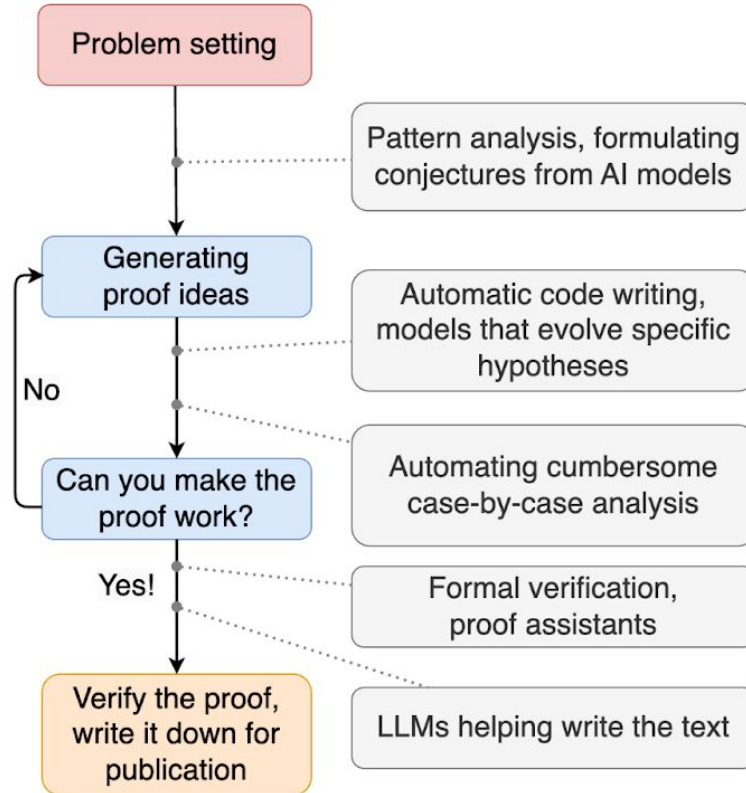 Problem setting
Pattern analysis, formulating
conjectures from AI models
Generating
proof ideas
Automatic code writing,
models that evolve specific
hypotheses
No
Automating cumbersome
case-by-case analysis
Can you make the
proof work?
Yes!
Formal verification,
proof assistants
Verify the proof,
write it down for
publication
LLMs helping write the text